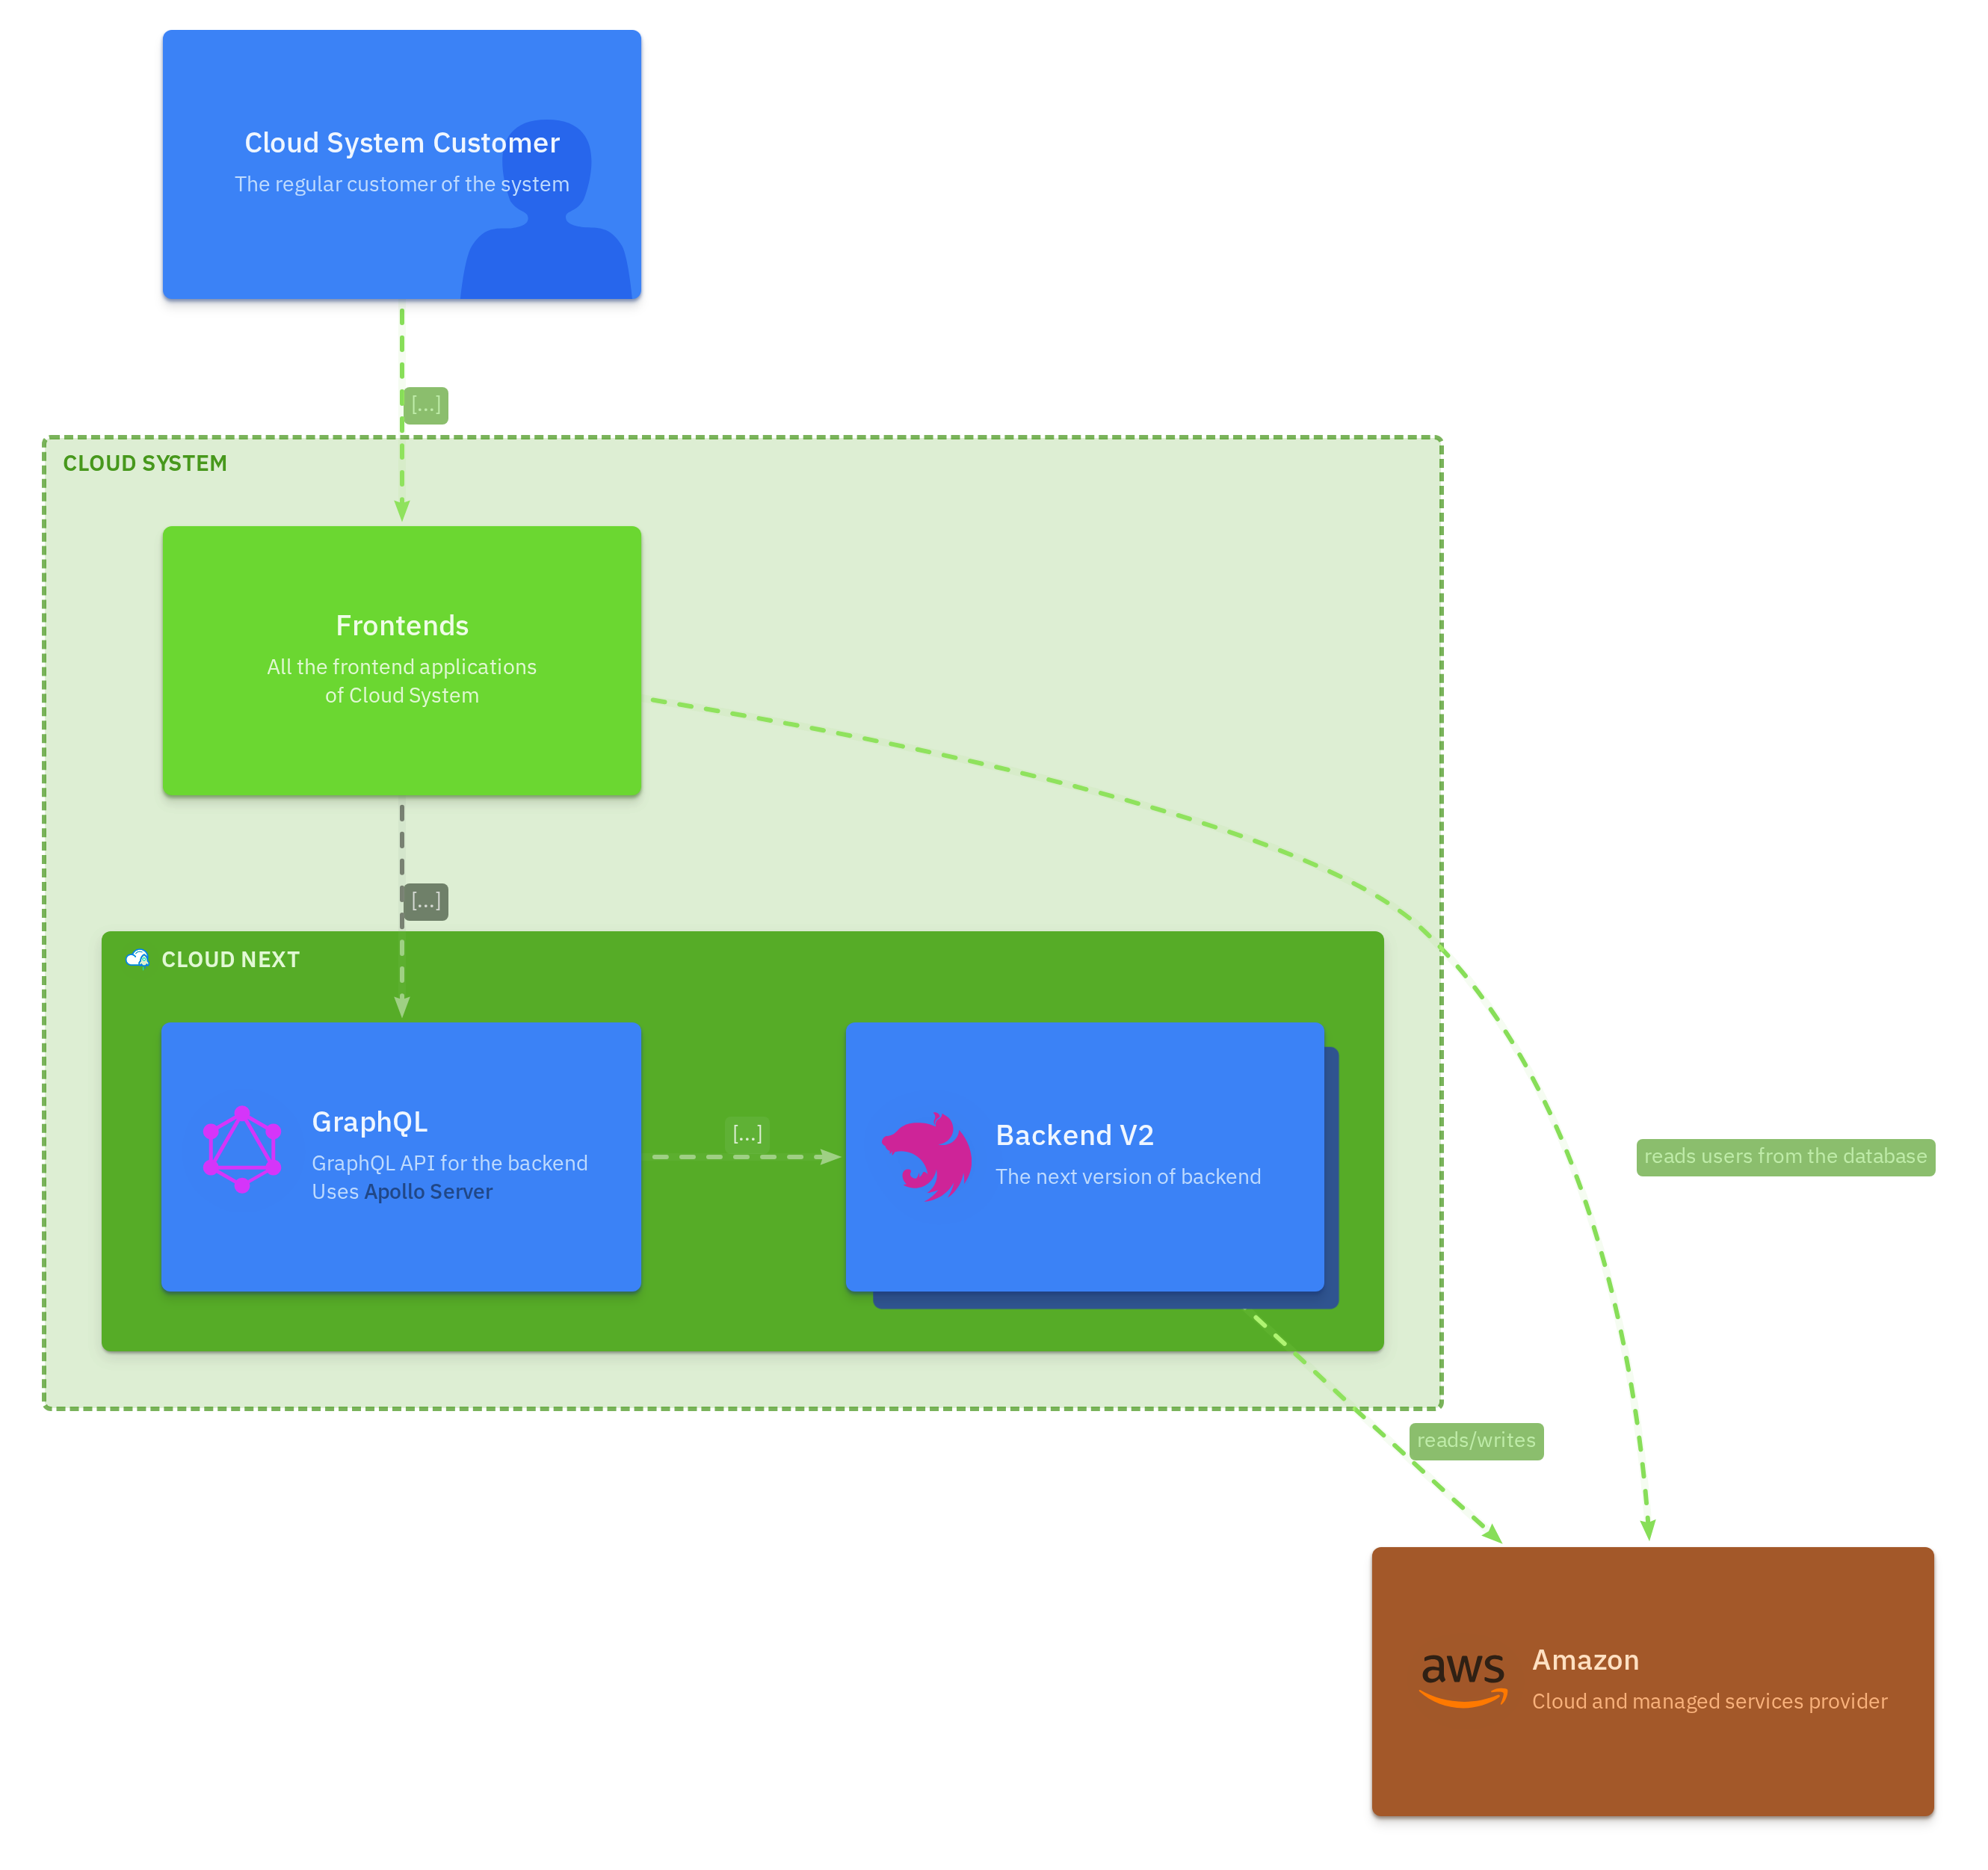 Cloud System Customer
The regular customer of the system
[...]
CLOUD SYSTEM
Frontends
All the frontend applications
of Cloud System
[...]
CLOUD NEXT
GraphQL
GraphQL API for the backend
Uses Apollo Server
[...]
Backend V2
The next version of backend
reads users from the database
reads/writes
aws
Amazon
Cloud and managed services provider